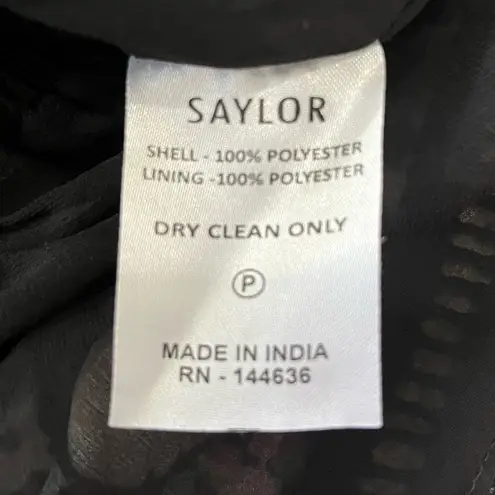 SAYLOR
SHELL - 100% POLYESTER
LINING -100% POLYESTER
DRY CLEAN ONLY
P
MADE IN INDIA
RN - 144636